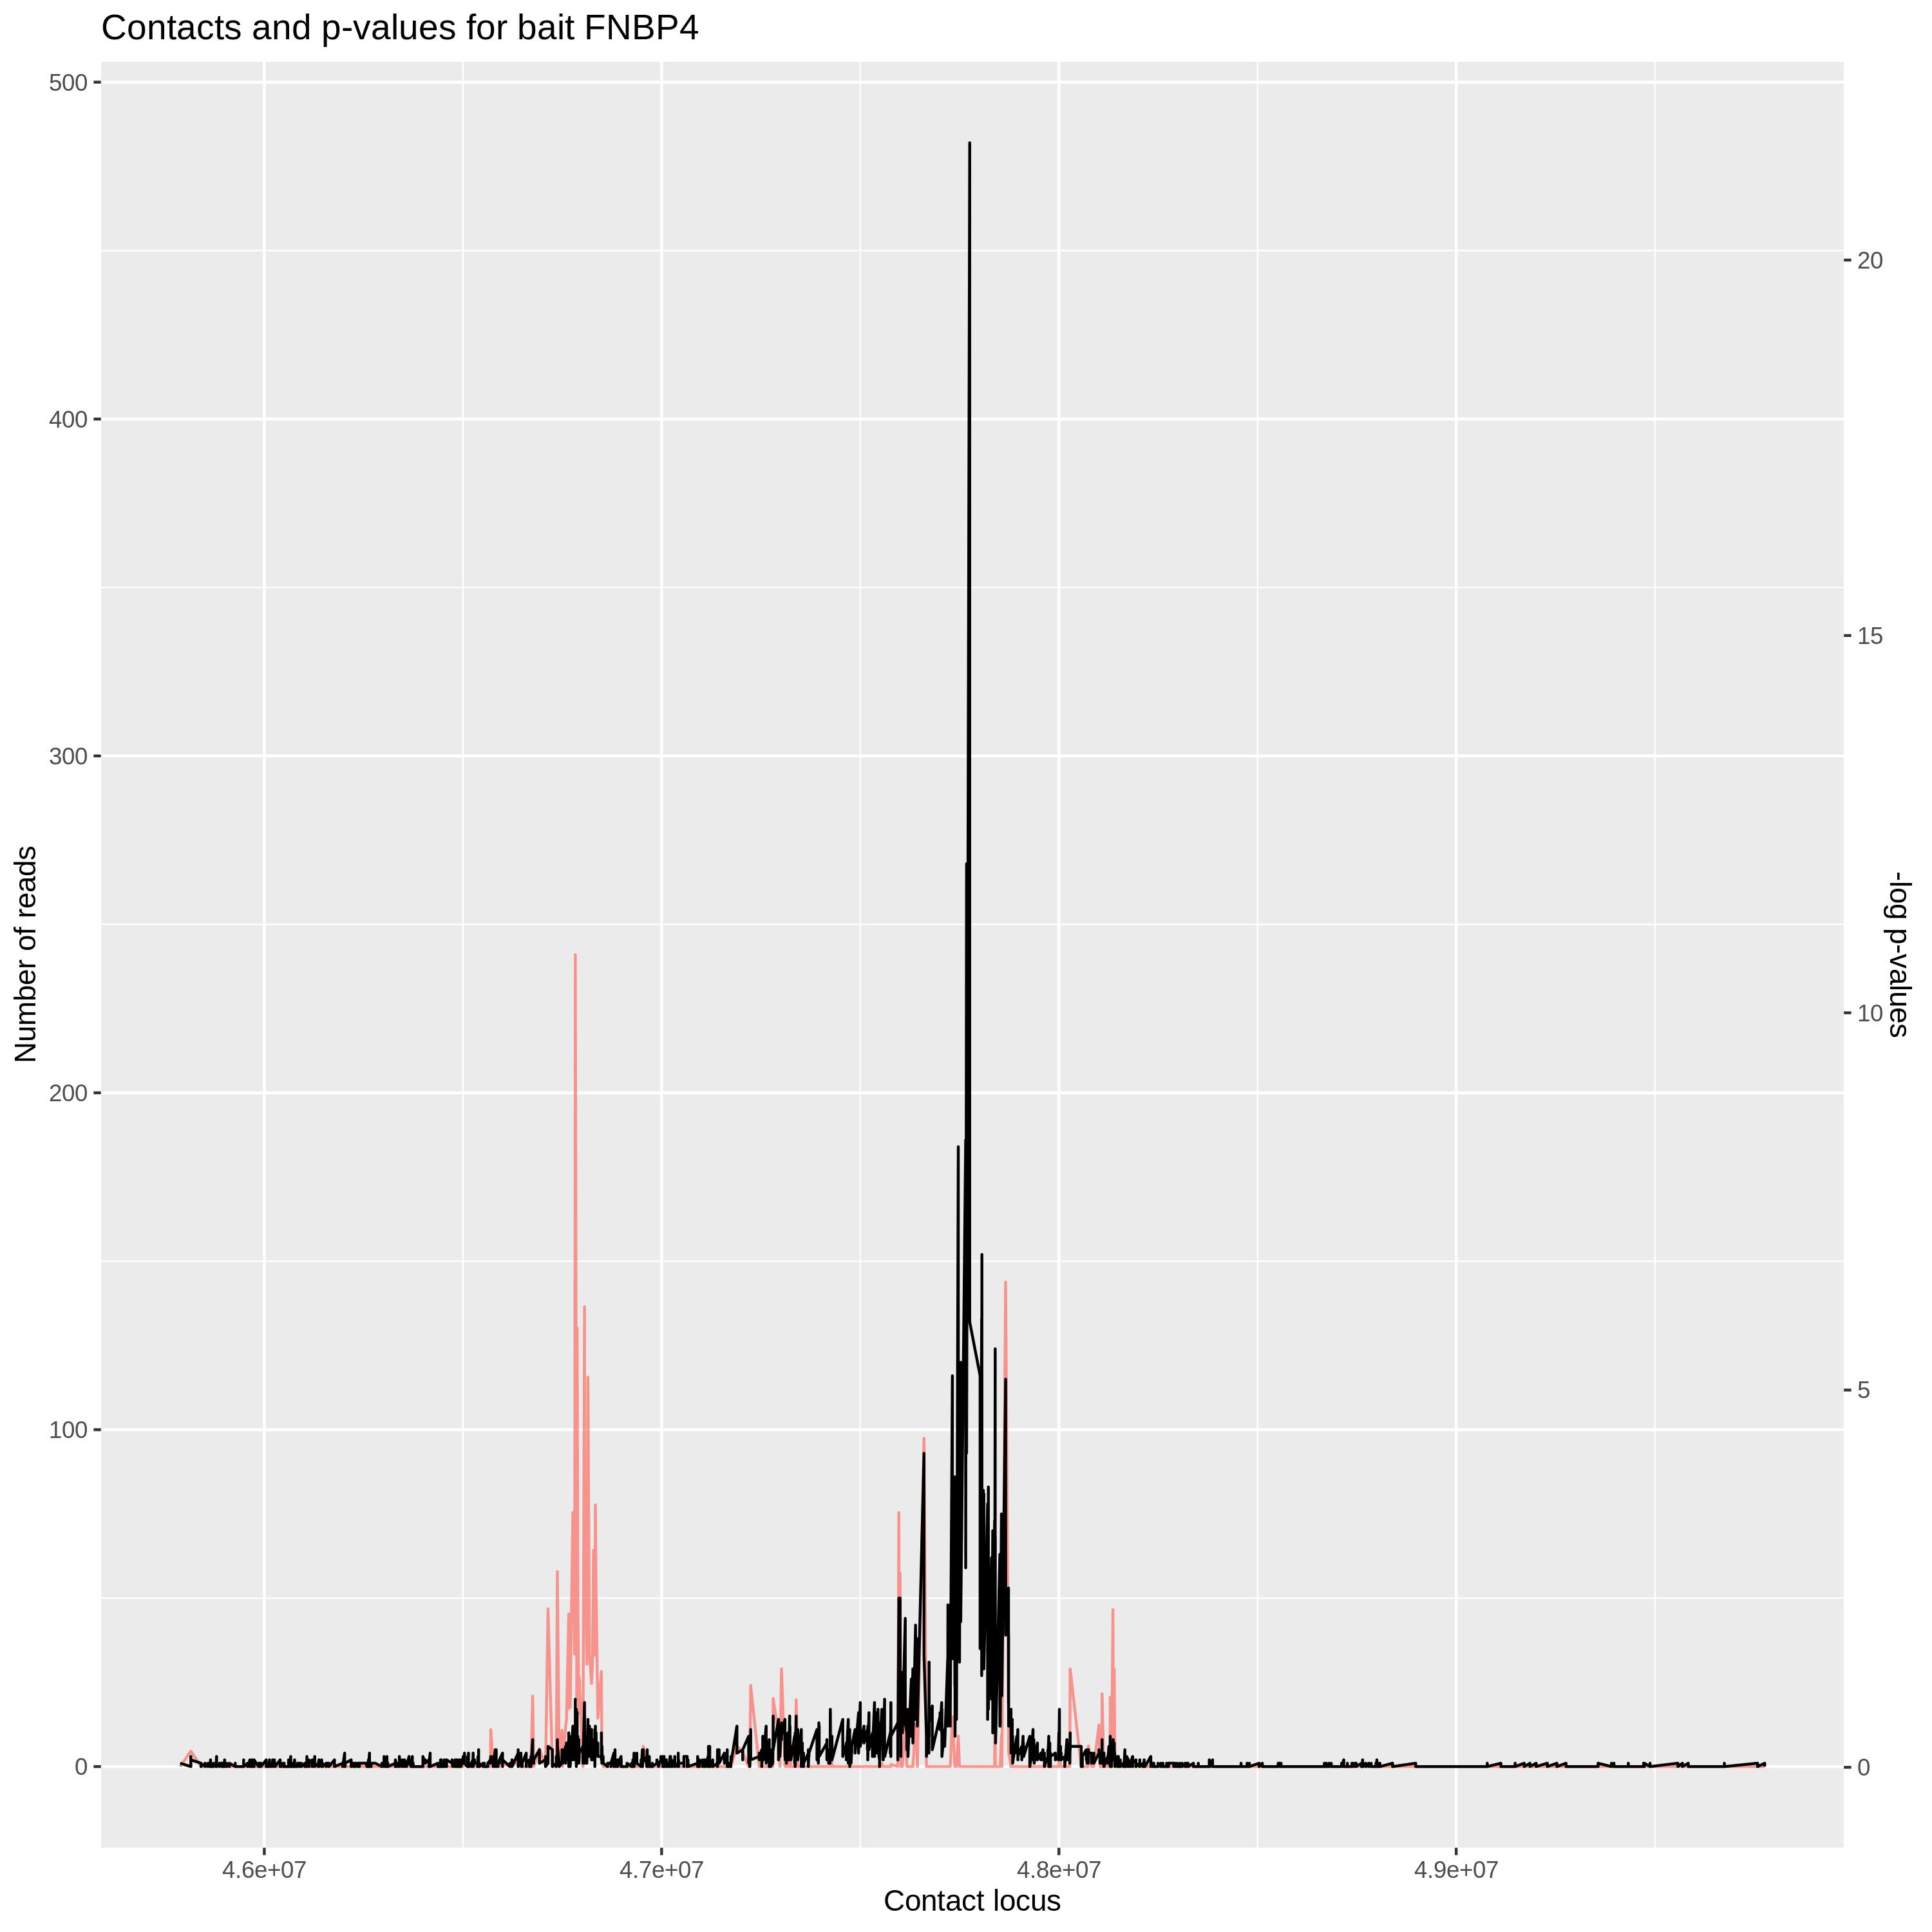 Contacts and p-values for bait FNBP4
500
400
300
200
100
0
Number of reads
20
15
10
5
0
-log p-values
4.6e+07
4.7e+07
4.8e+07
4.9e+07
Contact locus